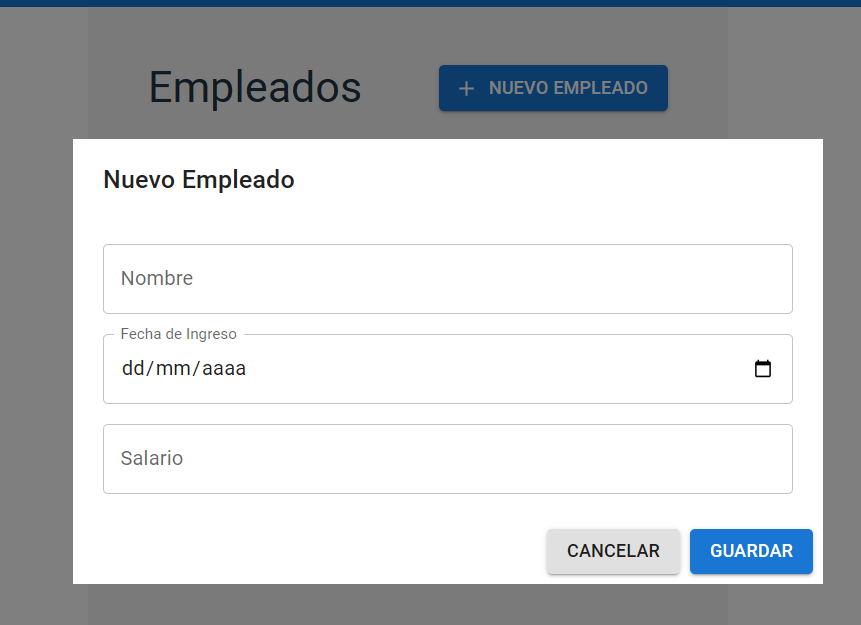 Empleados
+ NUEVO EMPLEADO
Nuevo Empleado
Nombre
Fecha de Ingreso
dd/mm/aaaa
Salario
CANCELAR
GUARDAR